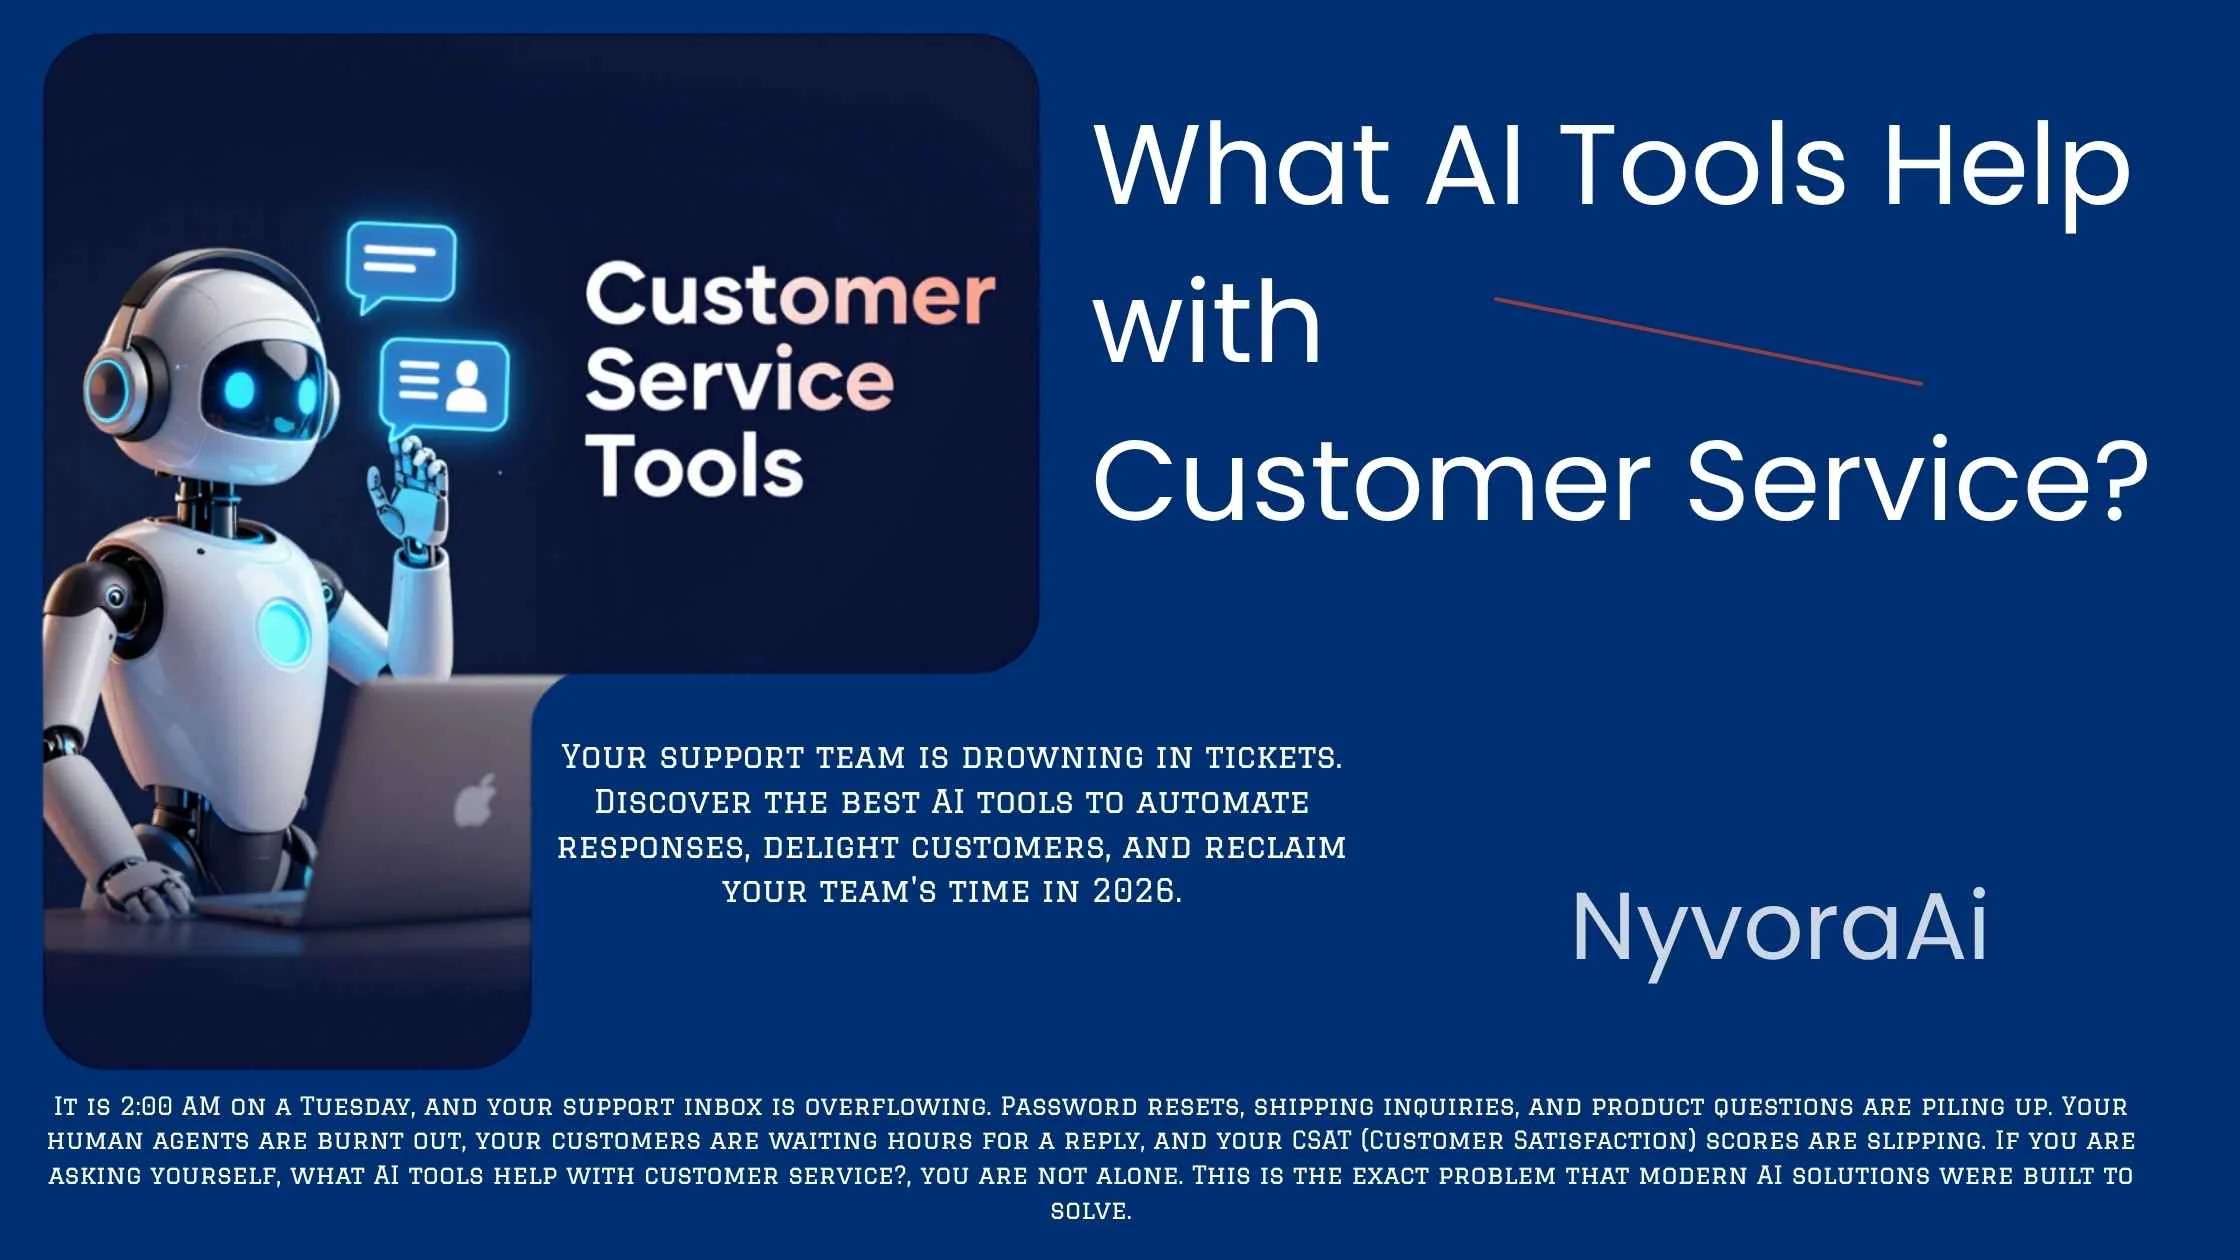 Customer
Service
Tools
What AI Tools Help
with
Customer Service?
Your support team is drowning in tickets.
Discover the best AI tools to automate
responses, delight customers, and reclaim
your team's time in 2026.
NyvoraAi
It is 2:00 AM on a Tuesday, and your support inbox is overflowing. Password resets, shipping inquiries, and product questions are piling up. Your
human agents are burnt out, your customers are waiting hours for a reply, and your CSAT (Customer Satisfaction) scores are slipping. If you are
asking yourself, what AI tools help with customer service?, you are not alone. This is the exact problem that modern AI solutions were built to
solve.